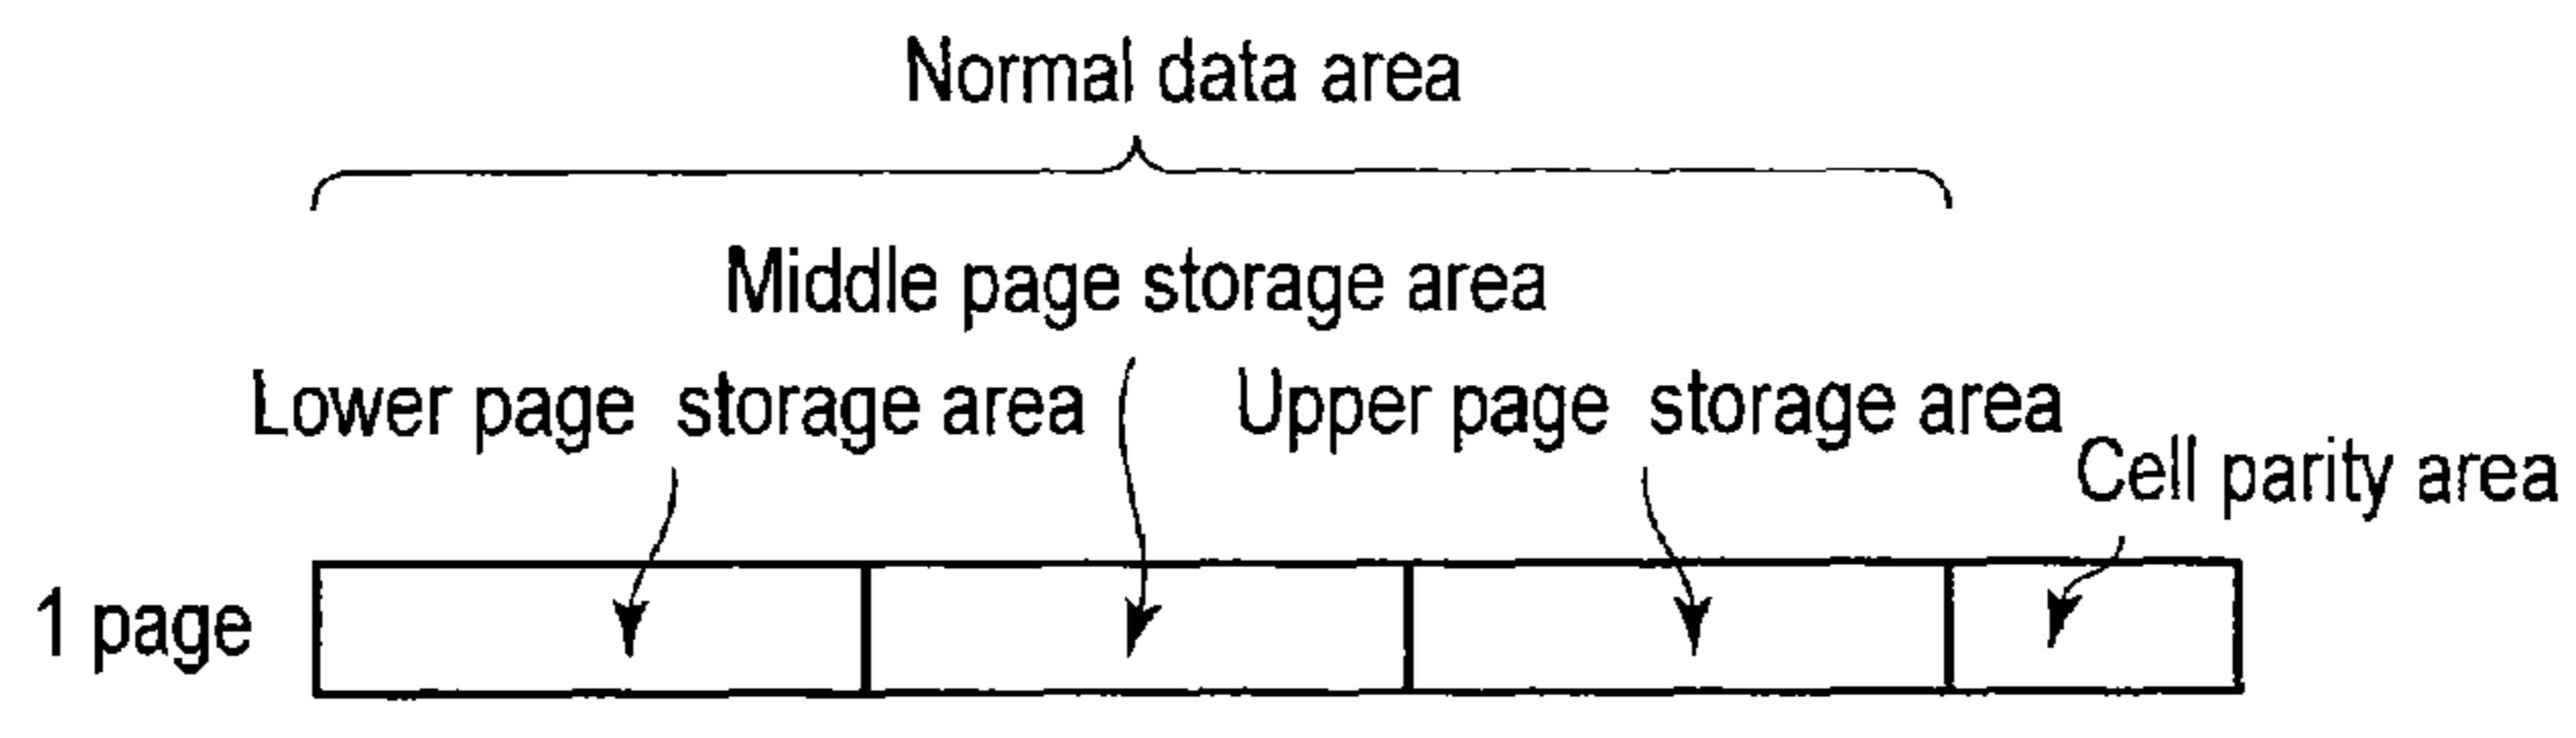 Normal data area
Middle page storage area
Lower page storage area
Upper page storage area
Cell parity area
1 page